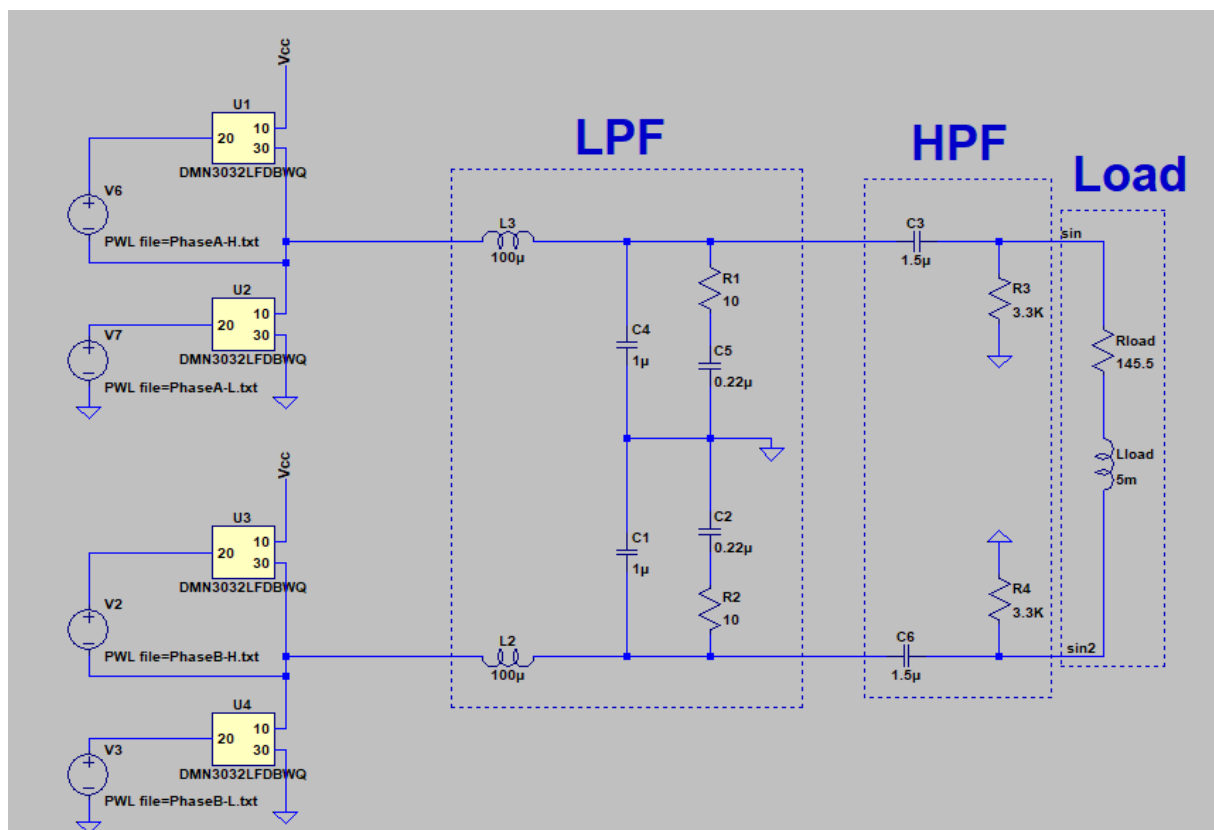 LPF
HPF
Load
Vcc
U1
20
10
30
DMN3032LFDBWQ
V6
PWL file=PhaseA-H.txt
U2
20
10
30
DMN3032LFDBWQ
V7
PWL file=PhaseA-L.txt
Vcc
U3
20
10
30
DMN3032LFDBWQ
V2
PWL file=PhaseB-H.txt
U4
20
10
30
DMN3032LFDBWQ
V3
PWL file=PhaseB-L.txt
L3
100µ
C4
1µ
R1
10
C5
0.22µ
C1
1µ
C2
0.22µ
R2
10
L2
100µ
C3
1.5µ
R3
3.3K
R4
3.3K
C6
1.5µ
sin
Rload
145.5
Lload
5m
sin2